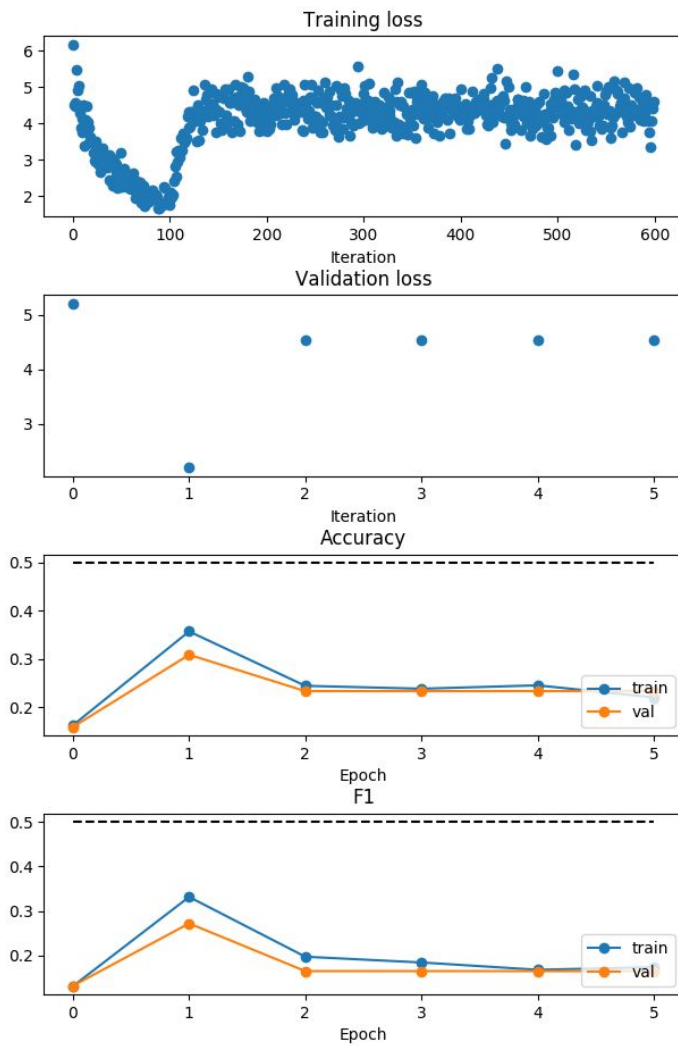 Training loss
6
5
4
3
2
0 100 200 300 400 500 600
Iteration
Validation loss
5
4
3
0 1 2 3 4 5
Iteration
Accuracy
0.5
0.4
0.3
0.2
train
val
0 1 2 3 4 5
Epoch
F1
0.5
0.4
0.3
0.2
train
val
0 1 2 3 4 5
Epoch